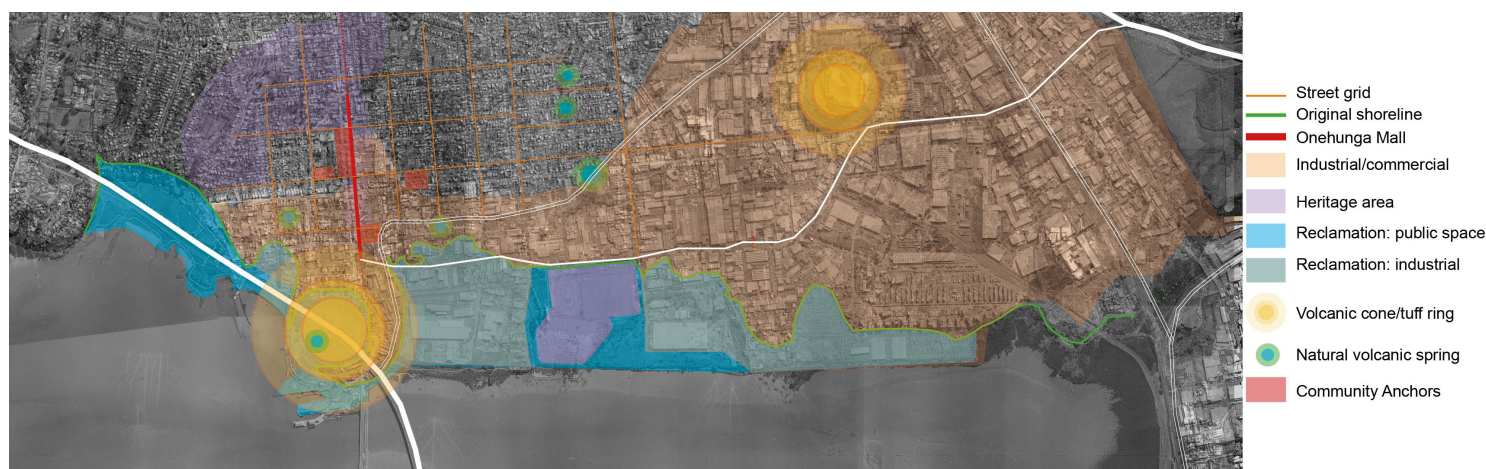 Street grid
Original shoreline
Onehunga Mall
Industrial/commercial
Heritage area
Reclamation: public space
Reclamation: industrial
Volcanic cone/tuff ring
Natural volcanic spring
Community Anchors